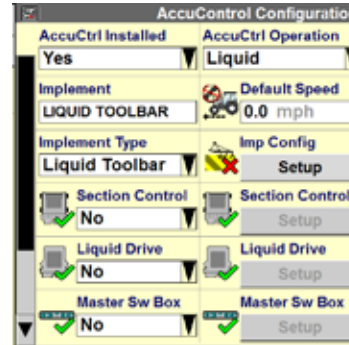 AccuControl Configuratio
AccuCtrl Installed AccuCtrl Operation
Yes Liquid
Implement Default Speed
LIQUID TOOLBAR 0.0 mph
Implement Type Imp Config
Liquid Toolbar Setup
Section Control Section Control
No Setup
Liquid Drive Liquid Drive
No Setup
Master Sw Box Master Sw Box
No Setup